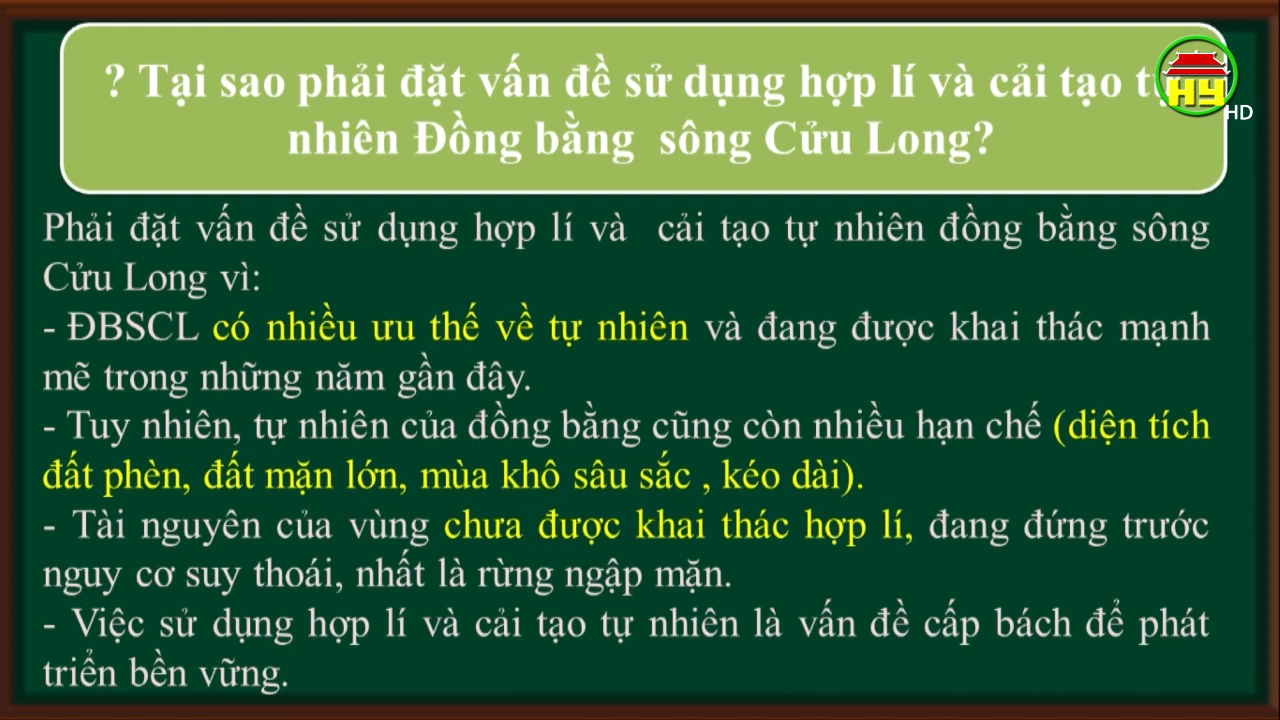 ? Tại sao phải đặt vấn đề sử dụng hợp lí và cải tạo tự
nhiên Đồng bằng sông Cửu Long?
HY
HD
Phải đặt vấn đề sử dụng hợp lí và cải tạo tự nhiên đồng bằng sông
Cửu Long vì:
- ĐBSCL có nhiều ưu thế về tự nhiên và đang được khai thác mạnh
mẽ trong những năm gần đây.
- Tuy nhiên, tự nhiên của đồng bằng cũng còn nhiều hạn chế (diện tích
đất phèn, đất mặn lớn, mùa khô sâu sắc , kéo dài).
- Tài nguyên của vùng chưa được khai thác hợp lí, đang đứng trước
nguy cơ suy thoái, nhất là rừng ngập mặn.
- Việc sử dụng hợp lí và cải tạo tự nhiên là vấn đề cấp bách để phát
triển bền vững.